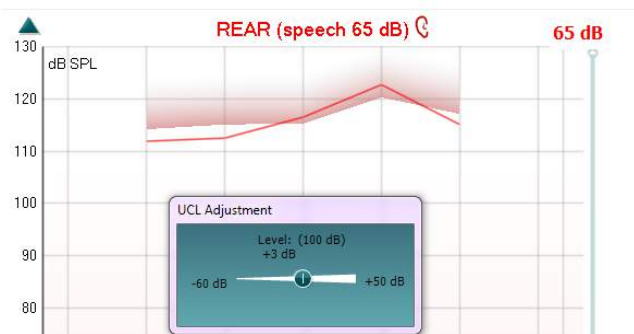 REAR (speech 65 dB)
65 dB
130
dB SPL
120
110
100
UCL Adjustment
Level: (100 dB)
+3 dB
90
-60 dB
+50 dB
80